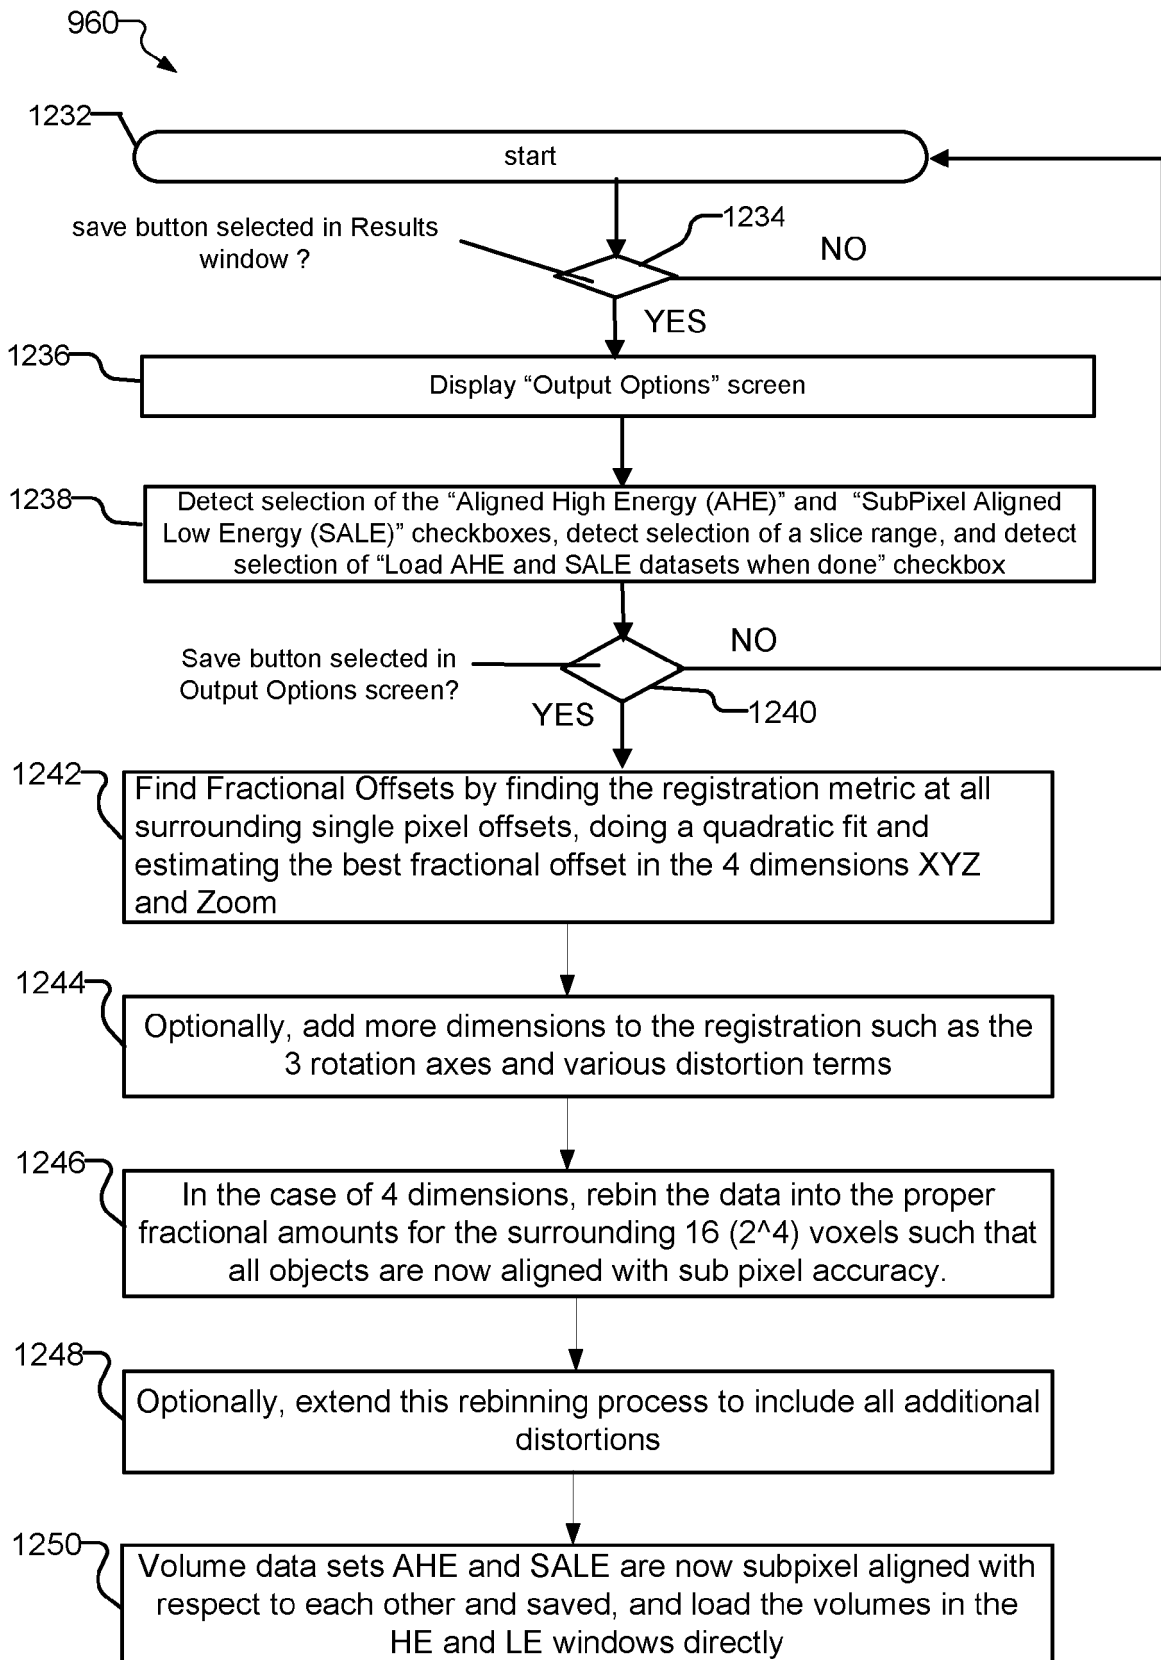 960
1232
start
save button selected in Results
window ?
1234
NO
YES
1236
Display “Output Options” screen
1238
Detect selection of the “Aligned High Energy (AHE)” and “SubPixel Aligned
Low Energy (SALE)” checkboxes, detect selection of a slice range, and detect
selection of “Load AHE and SALE datasets when done” checkbox
Save button selected in
Output Options screen?
NO
YES
1240
1242
Find Fractional Offsets by finding the registration metric at all
surrounding single pixel offsets, doing a quadratic fit and
estimating the best fractional offset in the 4 dimensions XYZ
and Zoom
1244
Optionally, add more dimensions to the registration such as the
3 rotation axes and various distortion terms
1246
In the case of 4 dimensions, rebin the data into the proper
fractional amounts for the surrounding 16 (2^4) voxels such that
all objects are now aligned with sub pixel accuracy.
1248
Optionally, extend this rebinning process to include all additional
distortions
1250
Volume data sets AHE and SALE are now subpixel aligned with
respect to each other and saved, and load the volumes in the
HE and LE windows directly